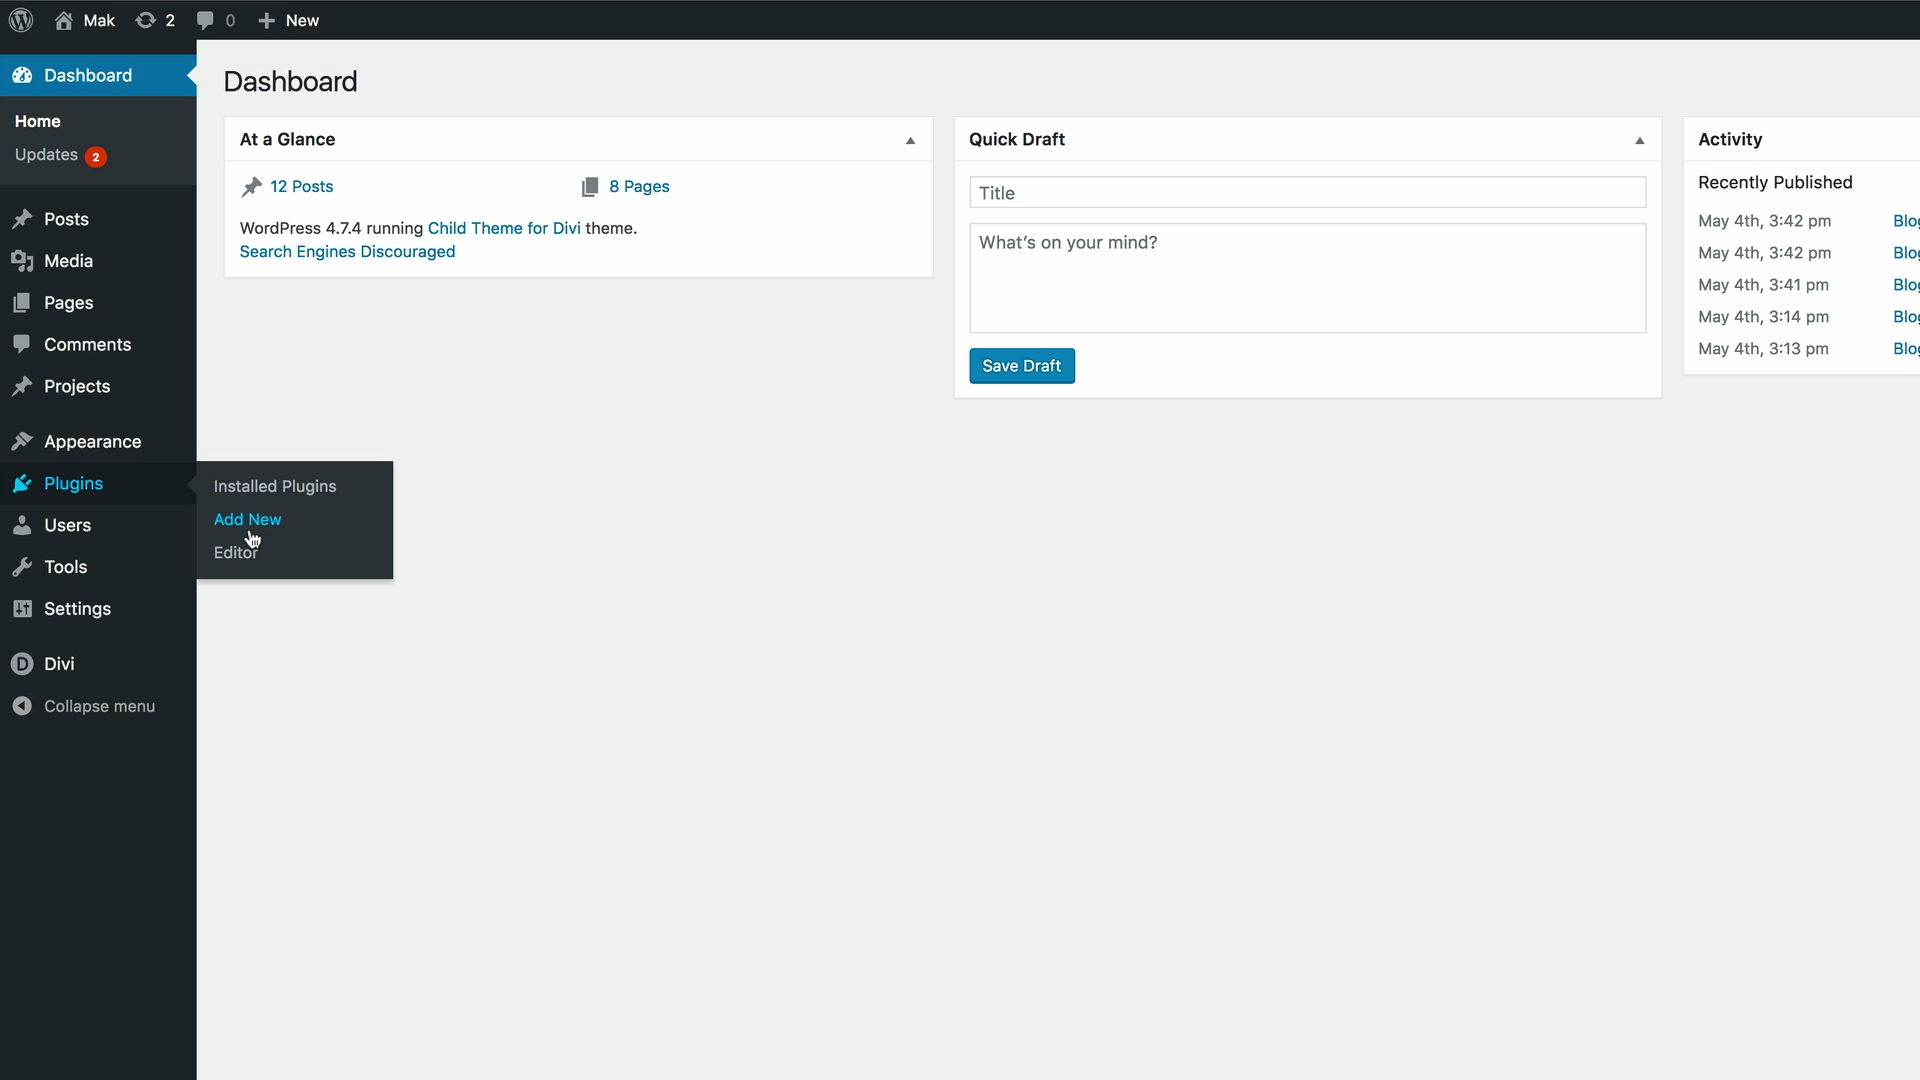 Mak 2 0 New
Dashboard
Home
Updates 2
Posts
Media
Pages
Comments
Projects
Appearance
Plugins
Users
Tools
Settings
Divi
Collapse menu
Installed Plugins
Add New
Editor
Dashboard
At a Glance
12 Posts 8 Pages
WordPress 4.7.4 running Child Theme for Divi theme.
Search Engines Discouraged
Quick Draft
Title
What's on your mind?
Save Draft
Activity
Recently Published
May 4th, 3:42 pm
May 4th, 3:42 pm
May 4th, 3:41 pm
May 4th, 3:14 pm
May 4th, 3:13 pm